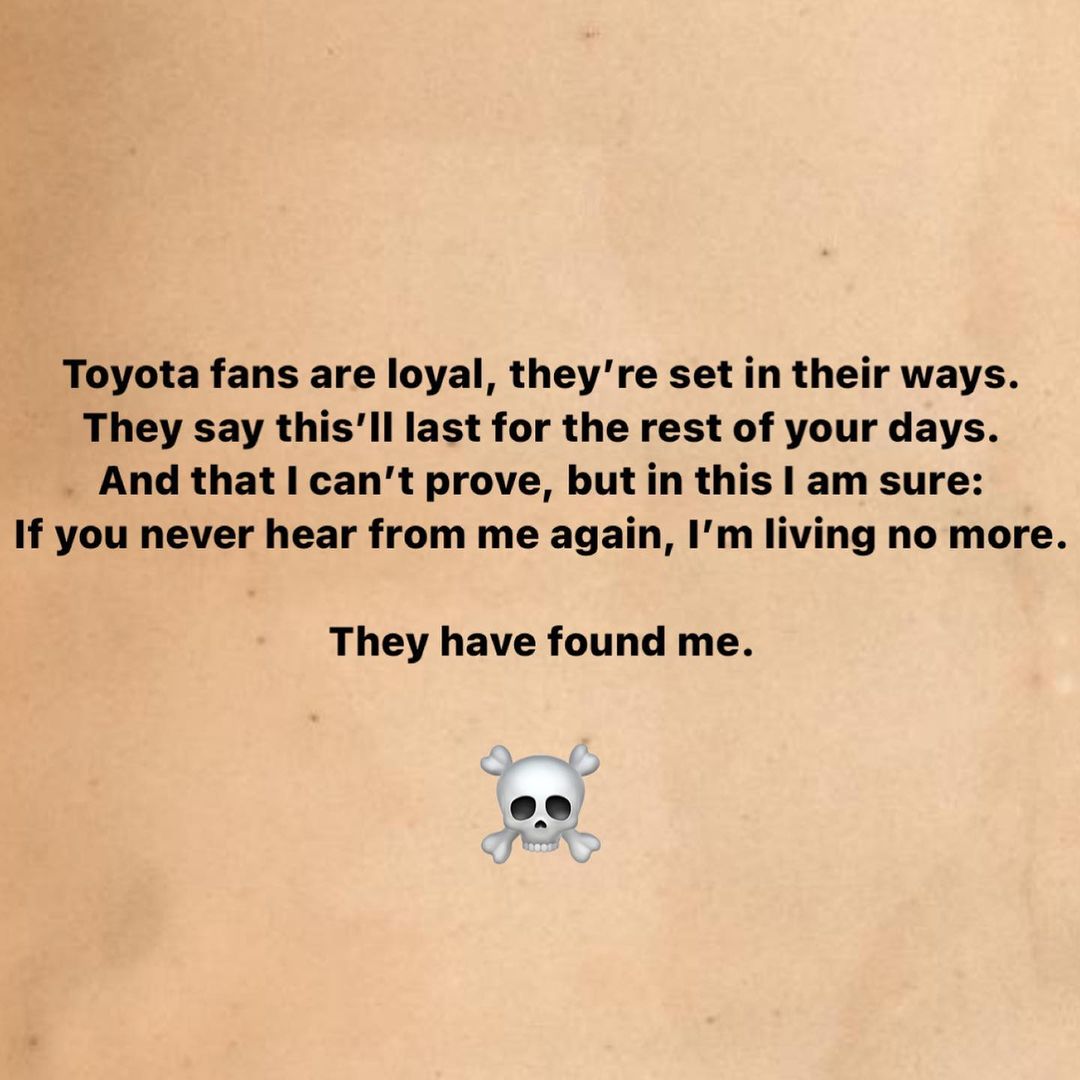 Toyota fans are loyal, they’re set in their ways.
They say this’ll last for the rest of your days.
And that I can’t prove, but in this I am sure:
If you never hear from me again, I’m living no more.
They have found me.